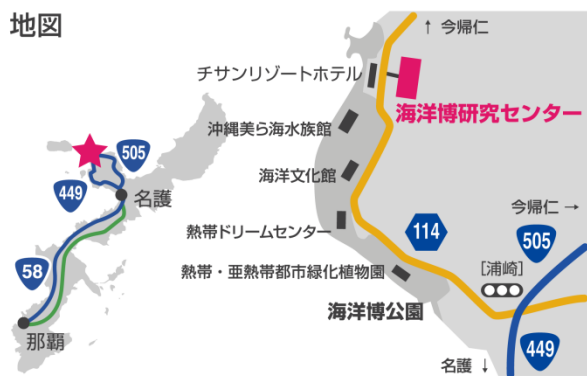 地図
505
449
名護
58
那覇
↑ 今帰仁
チサンリゾートホテル
海洋博研究センター
沖縄美ら海水族館
海洋文化館
熱帯ドリームセンター
114
今帰仁 →
505
[浦崎]
熱帯・亜熱帯都市緑化植物園
海洋博公園
449
名護 ↓